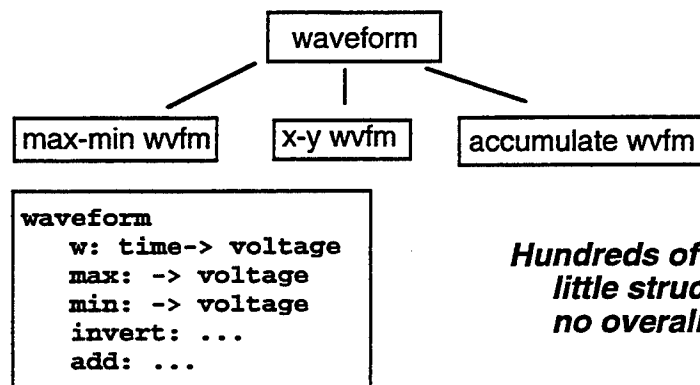 waveform
max-min wvfm
x-y wvfm
accumulate wvfm
waveform
w: time-> voltage
max: -> voltage
min: -> voltage
invert: ...
add: ...
Hundreds of
little struc
no overall